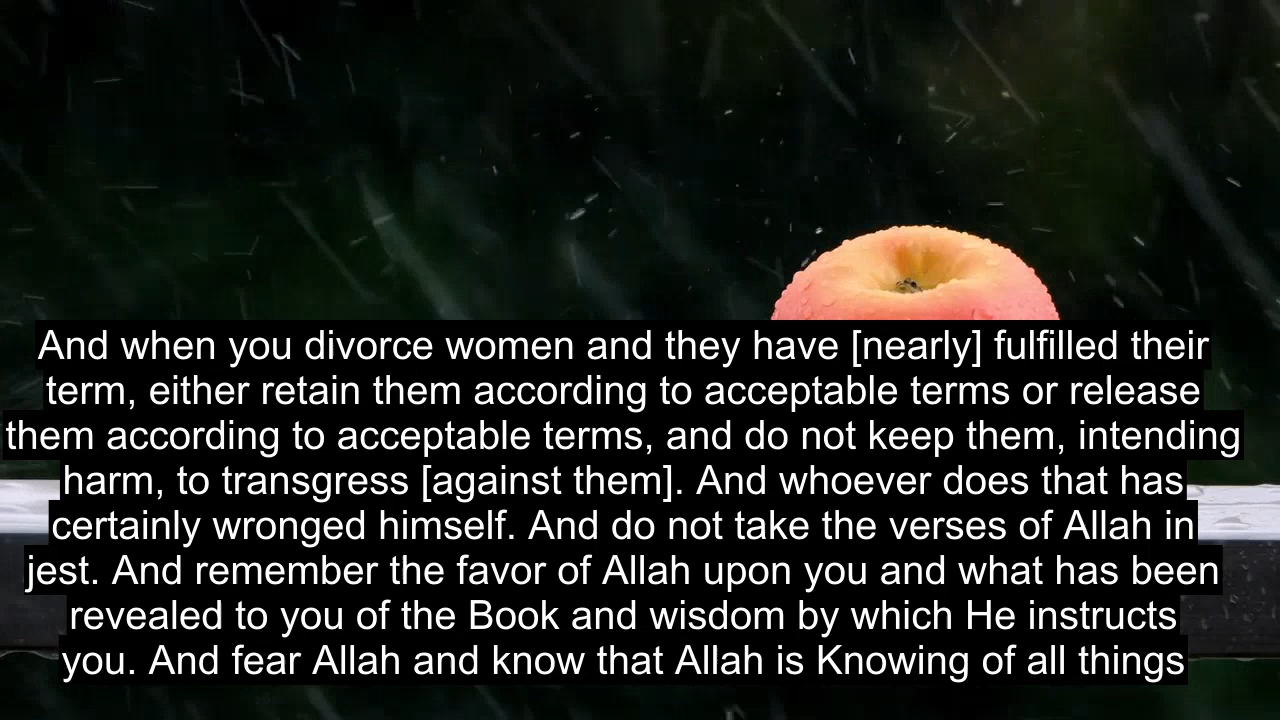 And when you divorce women and they have [nearly] fulfilled their
term, either retain them according to acceptable terms or release
them according to acceptable terms, and do not keep them, intending
harm, to transgress [against them]. And whoever does that has
certainly wronged himself. And do not take the verses of Allah in
jest. And remember the favor of Allah upon you and what has been
revealed to you of the Book and wisdom by which He instructs
you. And fear Allah and know that Allah is Knowing of all things